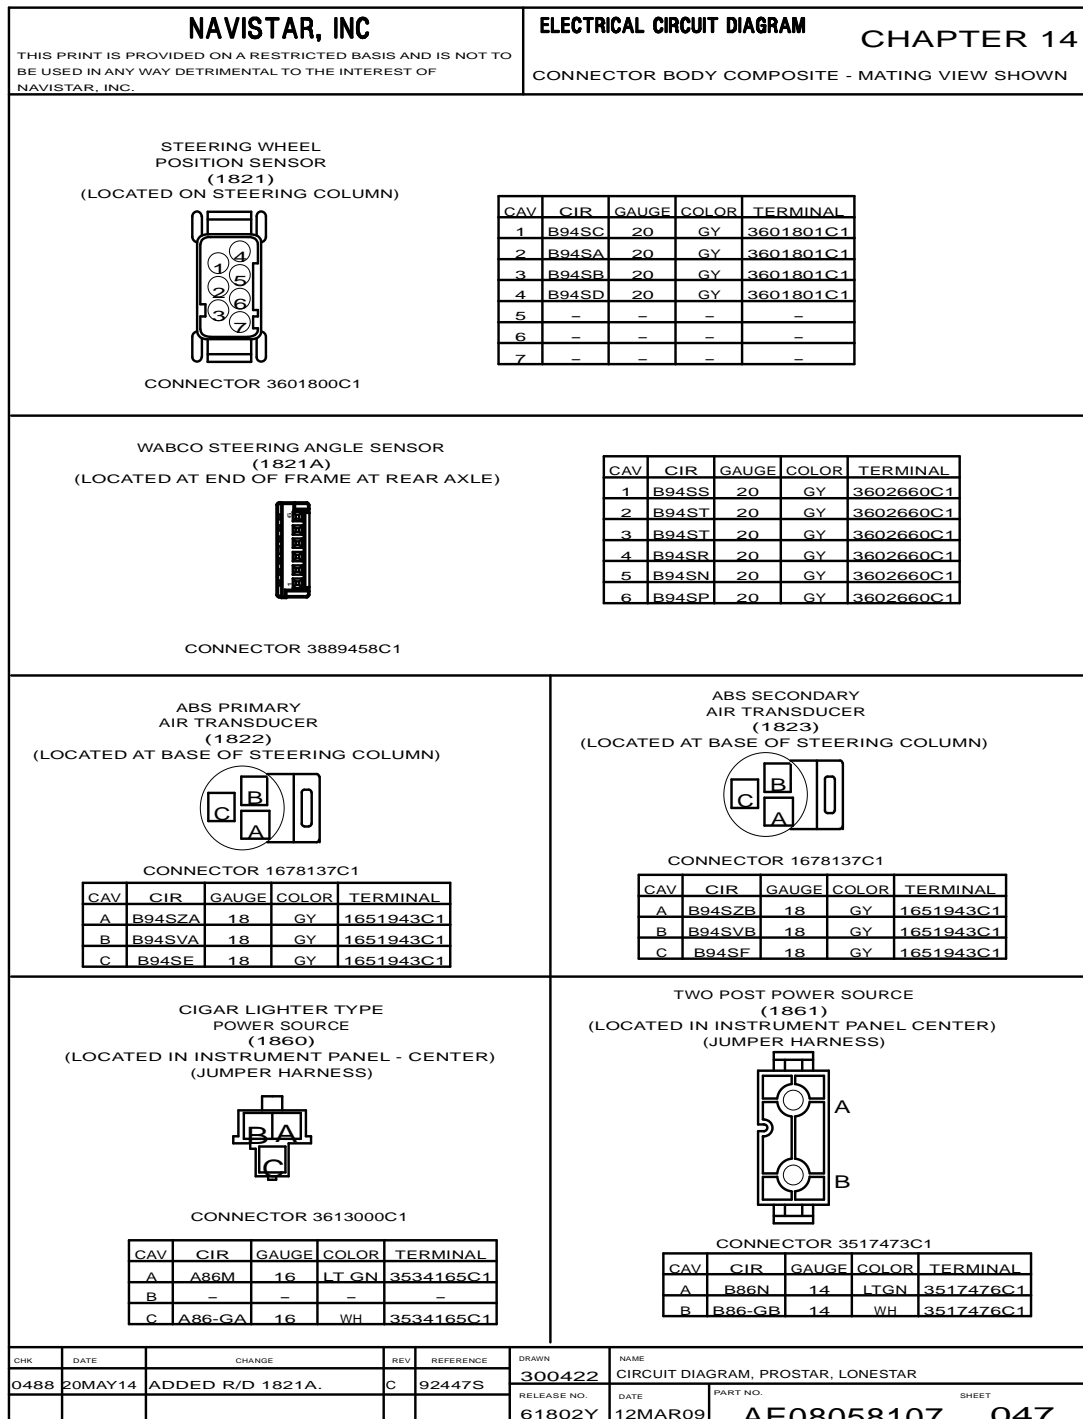 NAVISTAR, INC
THIS PRINT IS PROVIDED ON A RESTRICTED BASIS AND IS NOT TO
BE USED IN ANY WAY DETRIMENTAL TO THE INTEREST OF
NAVISTAR, INC.
ELECTRICAL CIRCUIT DIAGRAM
CHAPTER 14
CONNECTOR BODY COMPOSITE - MATING VIEW SHOWN
STEERING WHEEL
POSITION SENSOR
(1821)
(LOCATED ON STEERING COLUMN)
4
1
5
2
6
3
7
CONNECTOR 3601800C1
CAV CIR GAUGE COLOR TERMINAL
1 B94SC 20 GY 3601801C1
2 B94SA 20 GY 3601801C1
3 B94SB 20 GY 3601801C1
4 B94SD 20 GY 3601801C1
5 – – – –
6 – – – –
7 – – – –
WABCO STEERING ANGLE SENSOR
(1821A)
(LOCATED AT END OF FRAME AT REAR AXLE)
6
1
CONNECTOR 3889458C1
CAV CIR GAUGE COLOR TERMINAL
1 B94SS 20 GY 3602660C1
2 B94ST 20 GY 3602660C1
3 B94ST 20 GY 3602660C1
4 B94SR 20 GY 3602660C1
5 B94SN 20 GY 3602660C1
6 B94SP 20 GY 3602660C1
ABS PRIMARY
AIR TRANSDUCER
(1822)
(LOCATED AT BASE OF STEERING COLUMN)
B
C
A
CONNECTOR 1678137C1
CAV CIR GAUGE COLOR TERMINAL
A B94SZA 18 GY 1651943C1
B B94SVA 18 GY 1651943C1
C B94SE 18 GY 1651943C1
ABS SECONDARY
AIR TRANSDUCER
(1823)
(LOCATED AT BASE OF STEERING COLUMN)
B
C
A
CONNECTOR 1678137C1
CAV CIR GAUGE COLOR TERMINAL
A B94SZB 18 GY 1651943C1
B B94SVB 18 GY 1651943C1
C B94SF 18 GY 1651943C1
CIGAR LIGHTER TYPE
POWER SOURCE
(1860)
(LOCATED IN INSTRUMENT PANEL - CENTER)
(JUMPER HARNESS)
B A
C
CONNECTOR 3613000C1
CAV CIR GAUGE COLOR TERMINAL
A A86M 16 LT GN 3534165C1
B – – – –
C A86-GA 16 WH 3534165C1
TWO POST POWER SOURCE
(1861)
(LOCATED IN INSTRUMENT PANEL CENTER)
(JUMPER HARNESS)
A
B
CONNECTOR 3517473C1
CAV CIR GAUGE COLOR TERMINAL
A B86N 14 LTGN 3517476C1
B B86-GB 14 WH 3517476C1
CHK DATE CHANGE REV REFERENCE
0488 20MAY14 ADDED R/D 1821A. C 92447S
DRAWN
300422
NAME
CIRCUIT DIAGRAM, PROSTAR, LONESTAR
RELEASE NO.
61802Y
DATE
12MAR09
PART NO.
AE08058107
SHEET
047